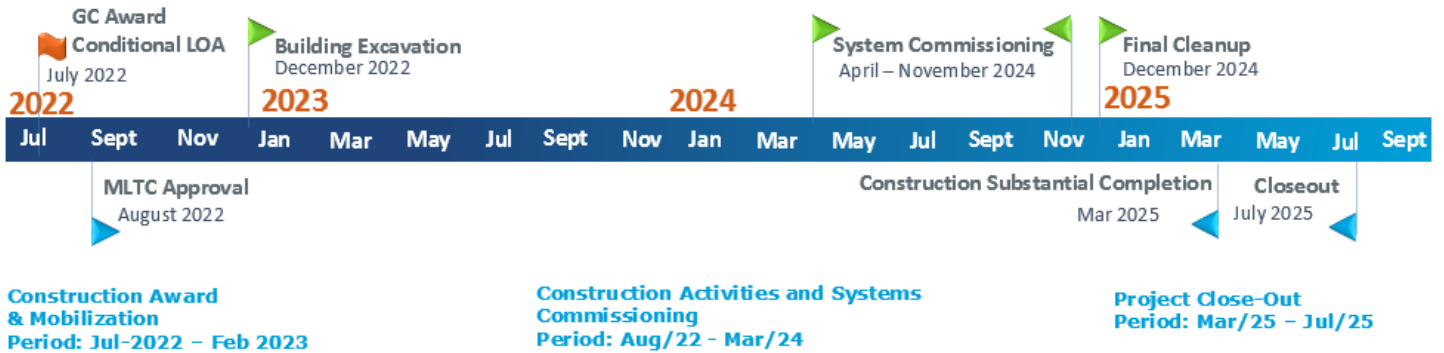 GC Award
Conditional LOA
July 2022
Building Excavation
December 2022
System Commissioning
April – November 2024
Final Cleanup
December 2024
2022
2023
2024
2025
Jul Sept Nov Jan Mar May Jul Sept Nov Jan Mar May Jul Sept Nov Jan Mar May Jul Sept
MLTC Approval
August 2022
Construction Substantial Completion
Mar 2025
Closeout
July 2025
Construction Award
& Mobilization
Period: Jul-2022 – Feb 2023
Construction Activities and Systems
Commissioning
Period: Aug/22 - Mar/24
Project Close-Out
Period: Mar/25 – Jul/25